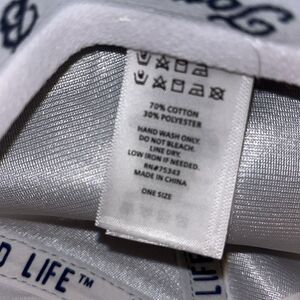 70% COTTON
30% POLYESTER
HAND WASH ONLY.
DO NOT BLEACH.
LINE DRY.
LOW IRON IF NEEDED.
RN#75343
MADE IN CHINA
ONE SIZE
LIFE™
LIFE